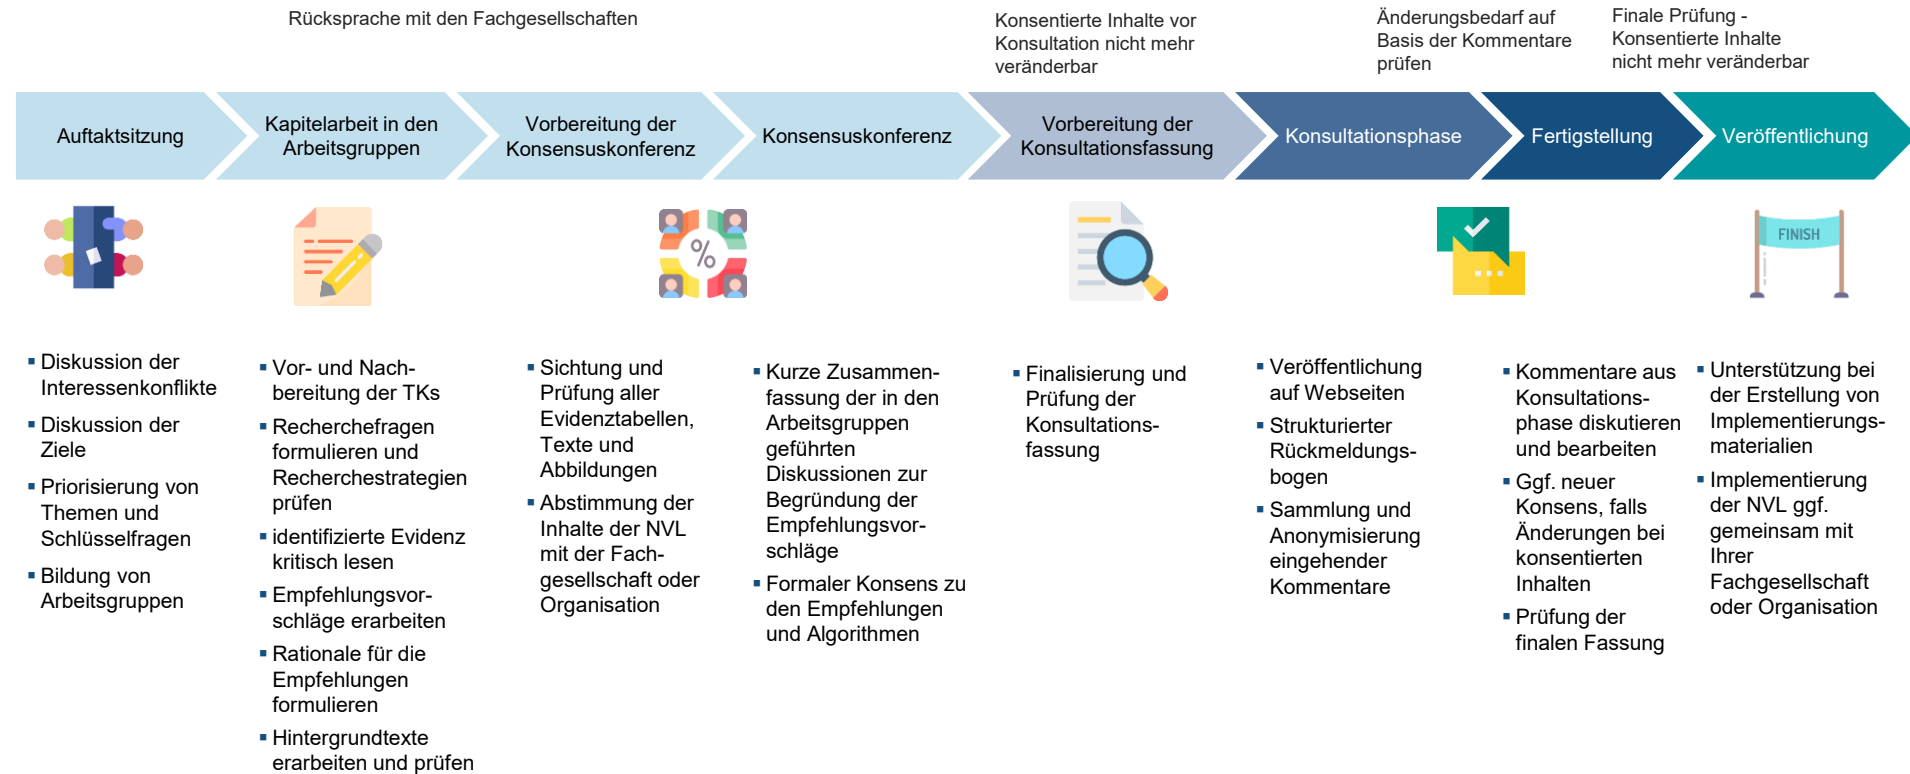 Rücksprache mit den Fachgesellschaften
Konsentierte Inhalte vor
Konsultation nicht mehr
veränderbar
Änderungsbedarf auf
Basis der Kommentare
prüfen
Finale Prüfung -
Konsentierte Inhalte
nicht mehr veränderbar
Auftaktsitzung
Kapitelarbeit in den
Arbeitsgruppen
Vorbereitung der
Konsensuskonferenz
Konsensuskonferenz
Vorbereitung der
Konsultationsfassung
Konsultationsphase
Fertigstellung
Veröffentlichung
%
FINISH
▪ Diskussion der
Interessenkonflikte
▪ Diskussion der
Ziele
▪ Priorisierung von
Themen und
Schlüsselfragen
▪ Bildung von
Arbeitsgruppen
▪ Vor- und Nach-
bereitung der TKs
▪ Recherchefragen
formulieren und
Recherchestrategien
prüfen
▪ identifizierte Evidenz
kritisch lesen
▪ Empfehlungsvor-
schläge erarbeiten
▪ Rationale für die
Empfehlungen
formulieren
▪ Hintergrundtexte
erarbeiten und prüfen
▪ Sichtung und
Prüfung aller
Evidenztabellen,
Texte und
Abbildungen
▪ Abstimmung der
Inhalte der NVL
mit der Fach-
gesellschaft oder
Organisation
▪ Kurze Zusammen-
fassung der in den
Arbeitsgruppen
geführten
Diskussionen zur
Begründung der
Empfehlungsvor-
schläge
▪ Formaler Konsens zu
den Empfehlungen
und Algorithmen
▪ Finalisierung und
Prüfung der
Konsultations-
fassung
▪ Veröffentlichung
auf Webseiten
▪ Strukturierter
Rückmeldungs-
bogen
▪ Sammlung und
Anonymisierung
eingehender
Kommentare
▪ Kommentare aus
Konsultations-
phase diskutieren
und bearbeiten
▪ Ggf. neuer
Konsens, falls
Änderungen bei
konsentierten
Inhalten
▪ Prüfung der
finalen Fassung
▪ Unterstützung bei
der Erstellung von
Implementierungs-
materialien
▪ Implementierung
der NVL ggf.
gemeinsam mit
Ihrer
Fachgesellschaft
oder Organisation